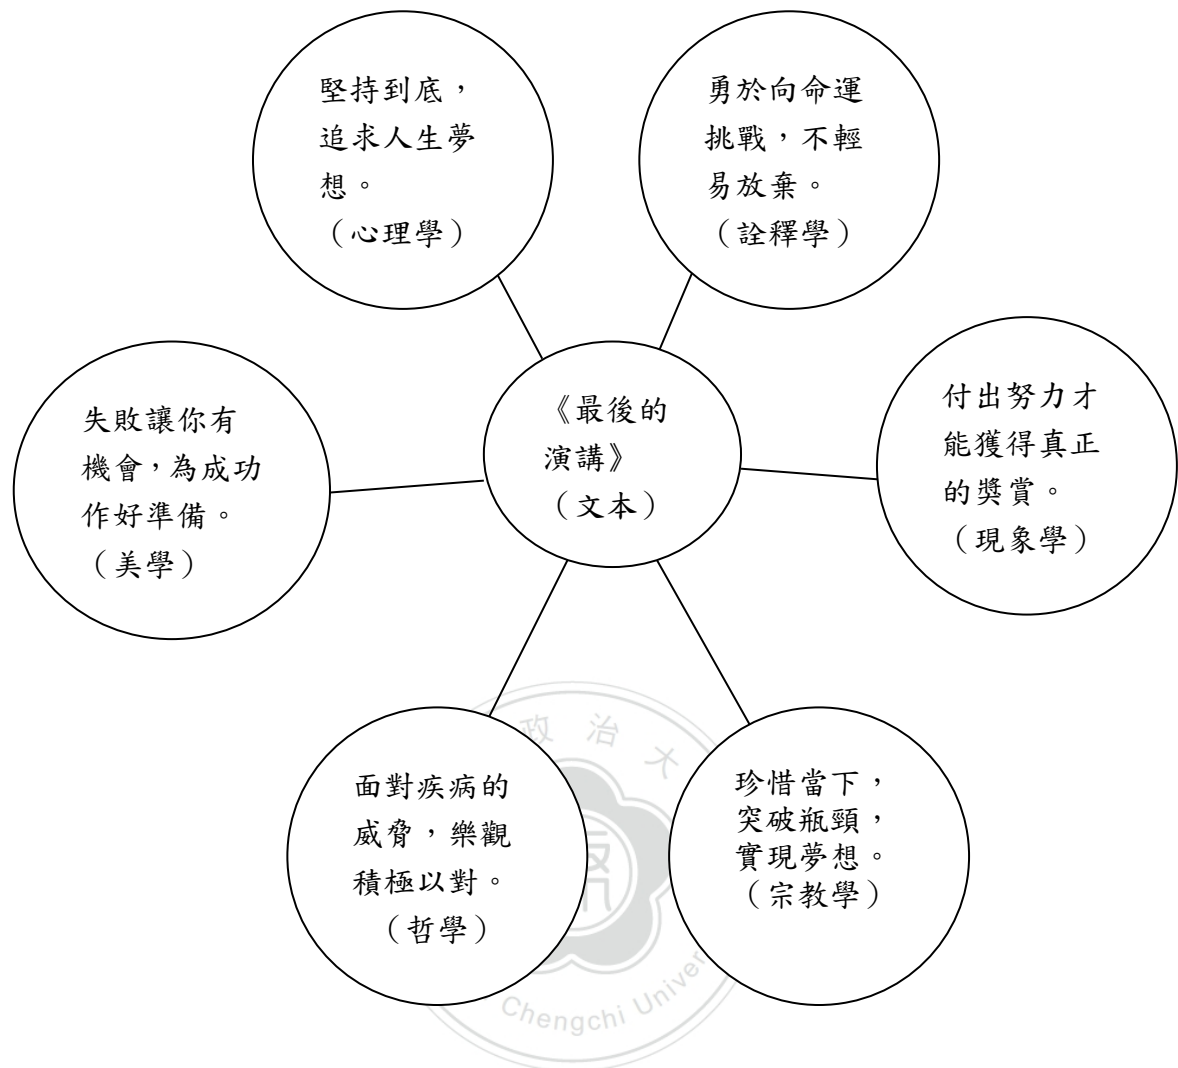 堅持到底，
追求人生夢
想。
（心理學）
勇於向命運
挑戰，不輕
易放棄。
（詮釋學）
失敗讓你有
機會，為成功
作好準備。
（美學）
《最後的
演講》
（文本）
付出努力才
能獲得真正
的獎賞。
（現象學）
面對疾病的
威脅，樂觀
積極以對。
（哲學）
珍惜當下，
突破瓶頸，
實現夢想。
（宗教學）
政治大
Chengchi Univer